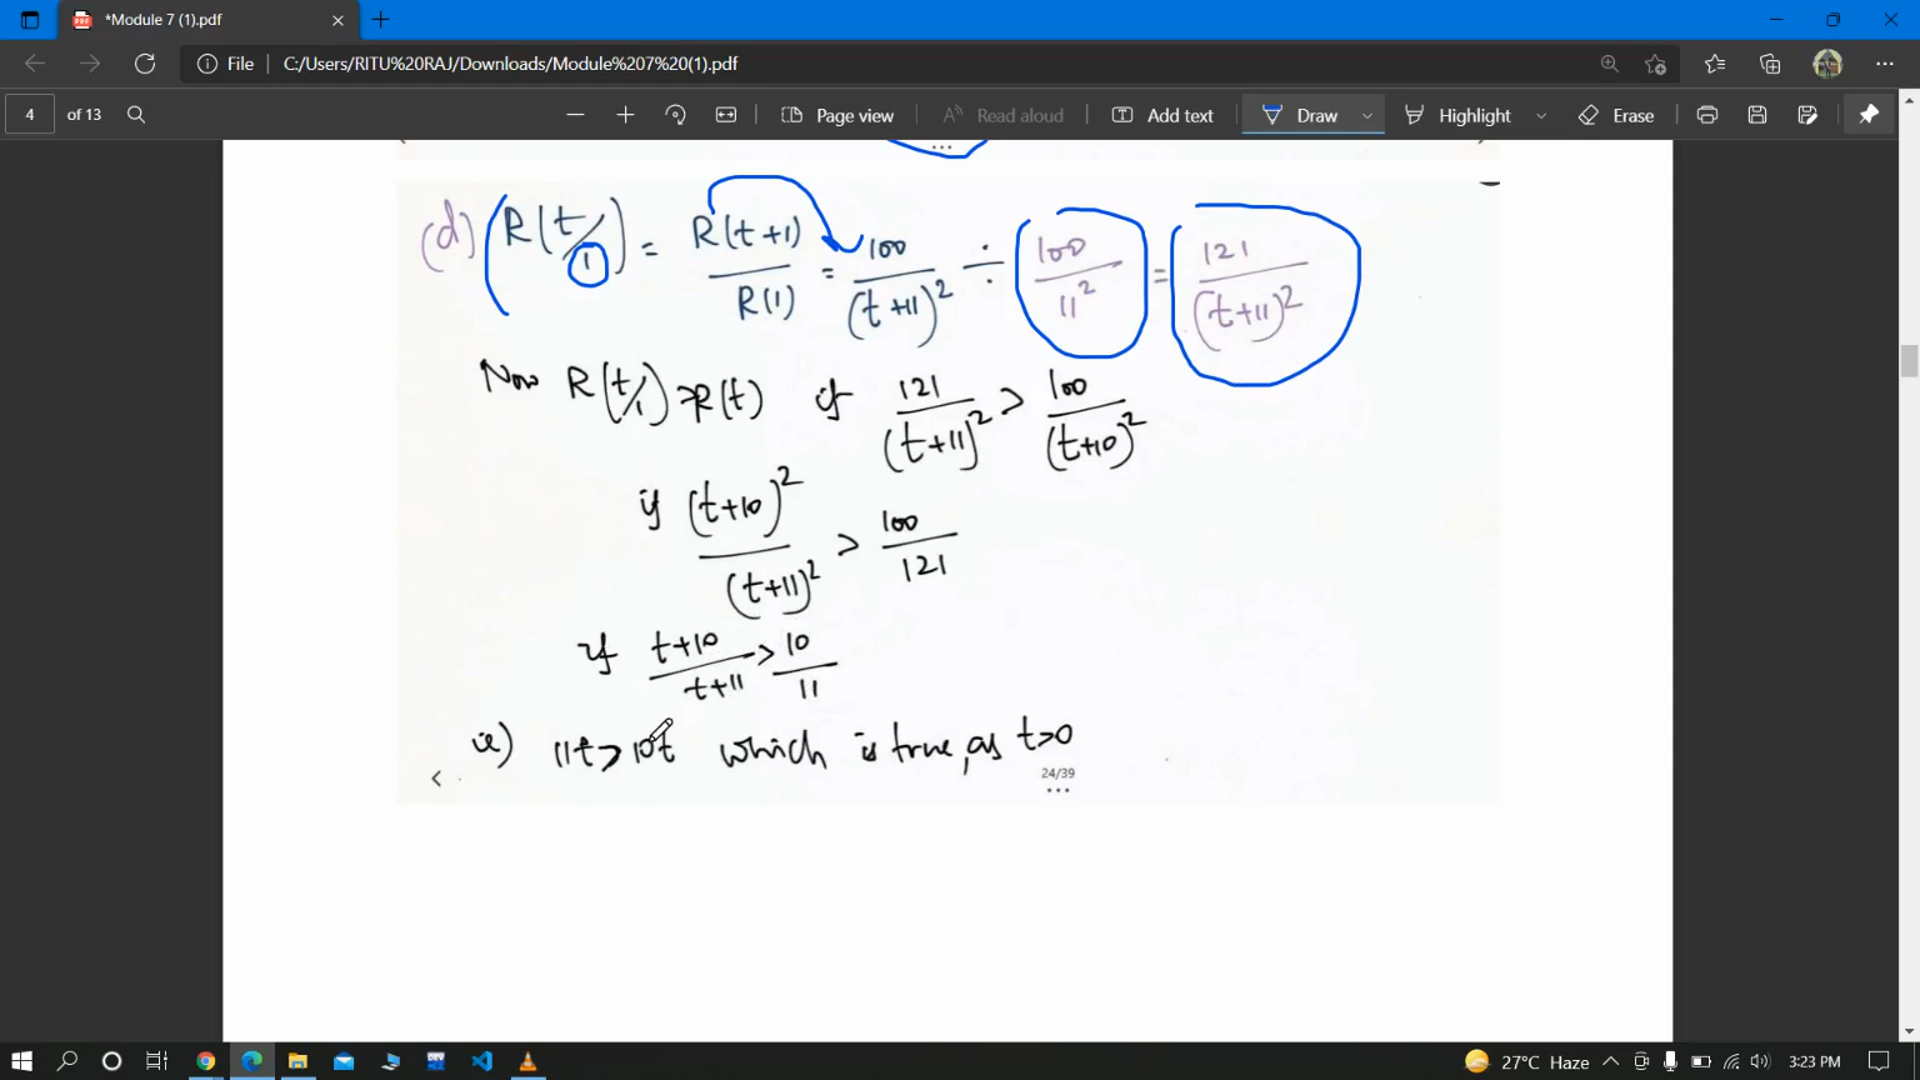 *Module 7 (1).pdf
File C:/Users/RITU%20RAJ/Downloads/Module%207%20(1).pdf
4 of 13 Page view Read aloud Add text Draw Highlight Erase
...
(d) R(t/1) = R(t+1)/R(1) = 100/(t+11)² ÷ 100/11² = 121/(t+11)²
Now R(t/1) > R(t) if 121/(t+11)² > 100/(t+10)²
if (t+10)²/(t+11)² > 100/121
if t+10/t+11 > 10/11
ie) 11t > 10t which is true, as t>0
24/39
...
27°C Haze 3:23 PM